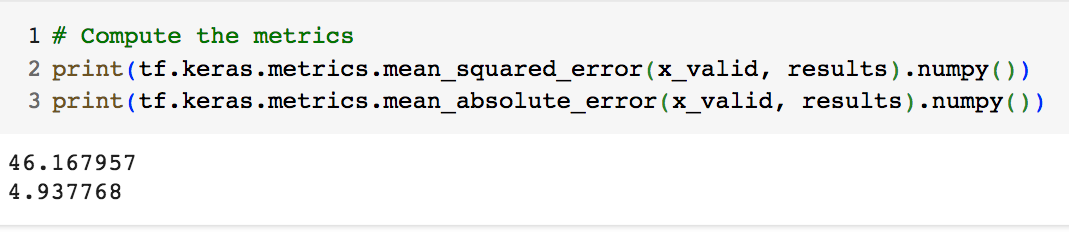 1 # Compute the metrics
2 print(tf.keras.metrics.mean_squared_error(x_valid, results).numpy())
3 print(tf.keras.metrics.mean_absolute_error(x_valid, results).numpy())
46.167957
4.937768